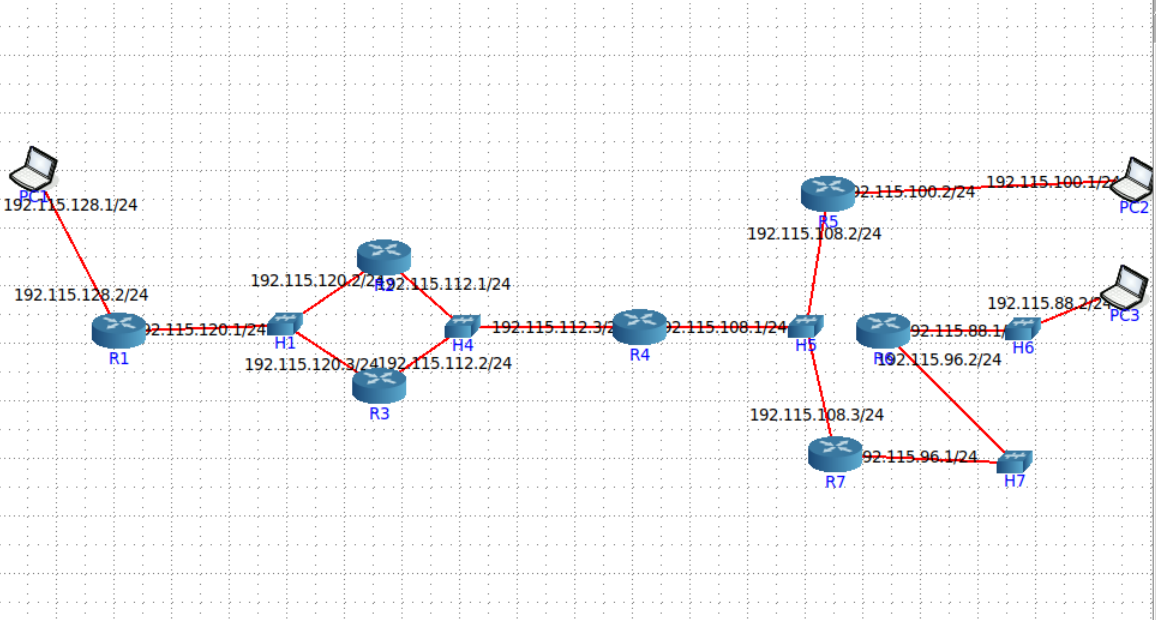 PC1
192.115.128.1/24
192.115.128.2/24
R1
92.115.120.1/24
H1
192.115.120.2/24
R2
92.115.112.1/24
192.115.120.3/24
192.115.112.2/24
R3
H4
192.115.112.3/2
R4
2.115.108.1/24
H5
R5
92.115.100.2/24
192.115.100.1/24
PC2
192.115.108.2/24
192.115.88.2/24
PC3
R6
92.115.88.1/
H6
92.115.96.2/24
192.115.108.3/24
R7
92.115.96.1/24
H7